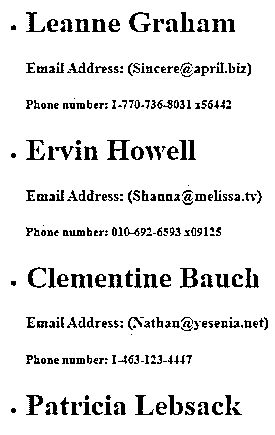 • Leanne Graham
Email Address: (Sincere@april.biz)
Phone number: 1-770-736-8031 x56442
• Ervin Howell
Email Address: (Shanna@melissa.tv)
Phone number: 010-692-6593 x09125
• Clementine Bauch
Email Address: (Nathan@yesenia.net)
Phone number: 1-463-123-4447
• Patricia Lebsack